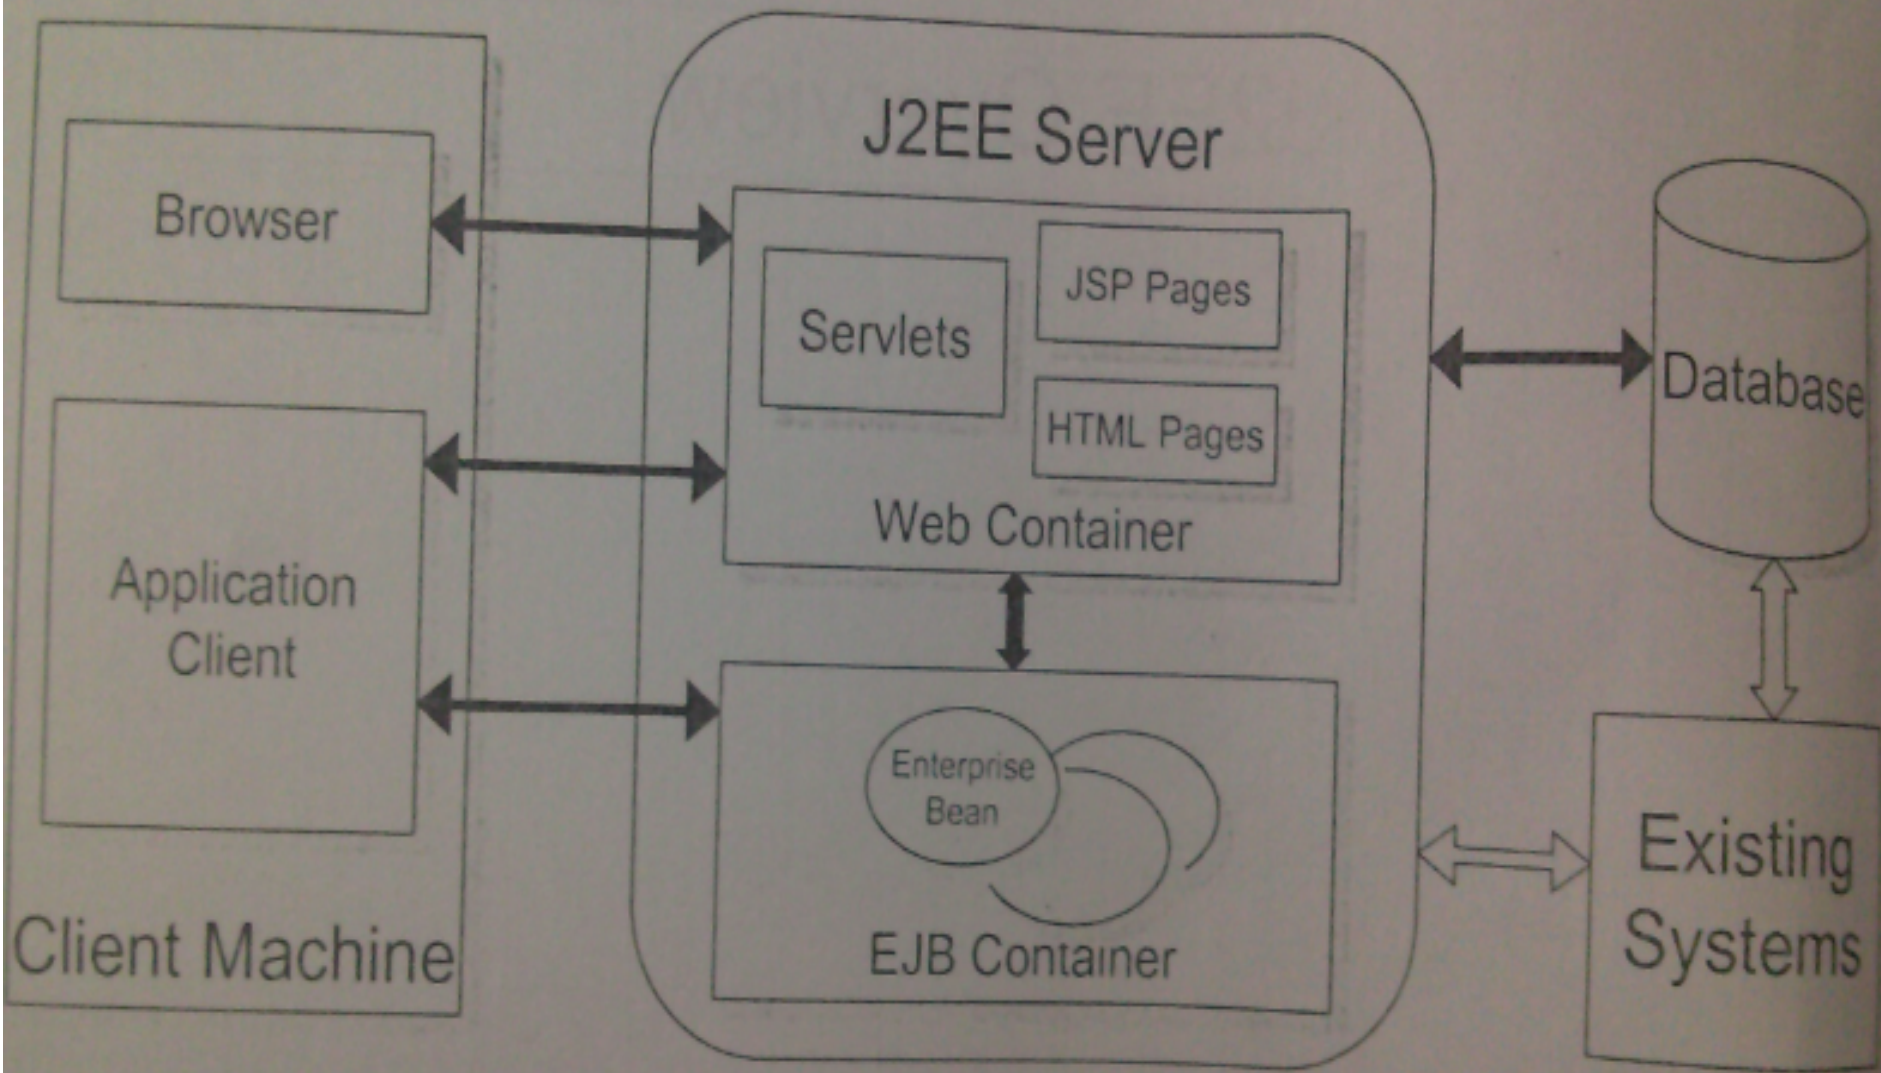 J2EE Server
Browser
Servlets
JSP Pages
HTML Pages
Web Container
Database
Application
Client
Enterprise
Bean
EJB Container
Client Machine
Existing
Systems